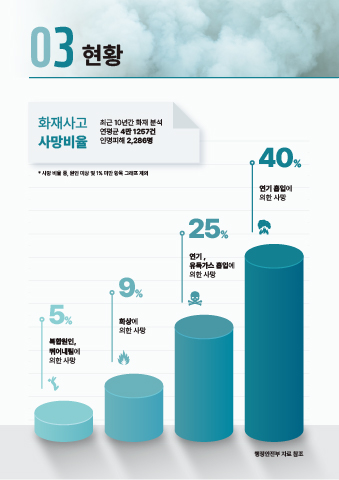 03 현황
화재사고
사망비율
최근 10년간 화재 분석
연평균 4만 1257건
인명피해 2,286명
* 사망 비율 중, 원인 미상 및 1% 미만 항목 그래프 제외
40%
연기 흡입에
의한 사망
25%
연기 ,
유독가스 흡입에
의한 사망
9%
화상에
의한 사망
5%
복합원인,
뛰어내림에
의한 사망
행정안전부 자료 참조